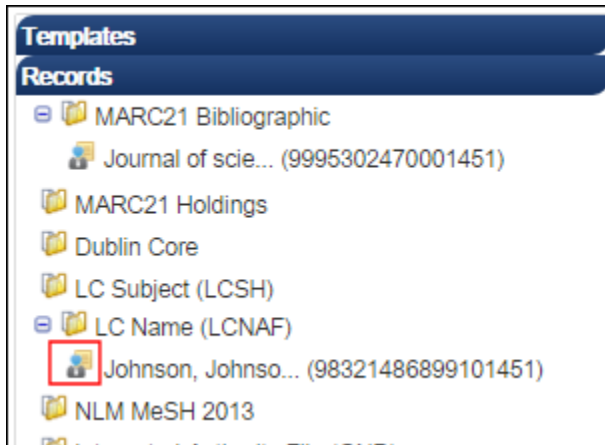 Templates
Records
MARC21 Bibliographic
Journal of scie... (9995302470001451)
MARC21 Holdings
Dublin Core
LC Subject (LCSH)
LC Name (LCNAF)
Johnson, Johnso... (98321486899101451)
NLM MeSH 2013